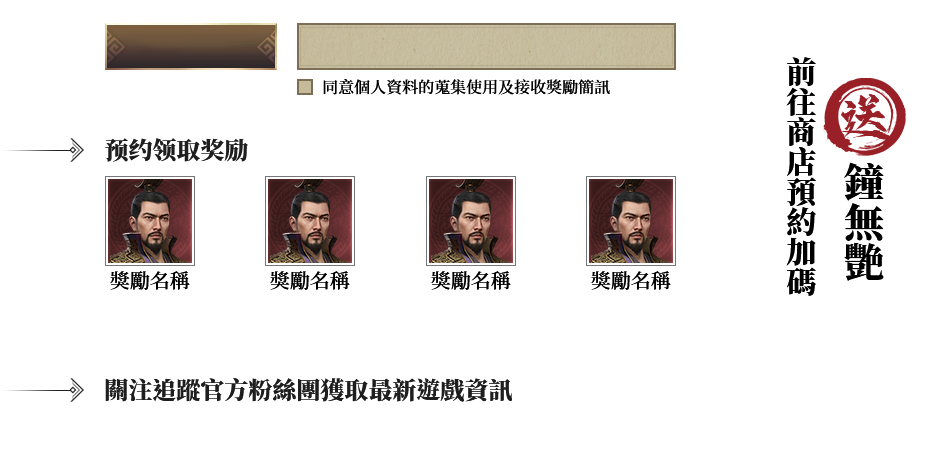 同意個人資料的蒐集使用及接收獎勵簡訊
预约领取奖励
獎勵名稱
獎勵名稱
獎勵名稱
獎勵名稱
關注追蹤官方粉絲團獲取最新遊戲資訊
前往商店預約加碼
送
鐘無艷